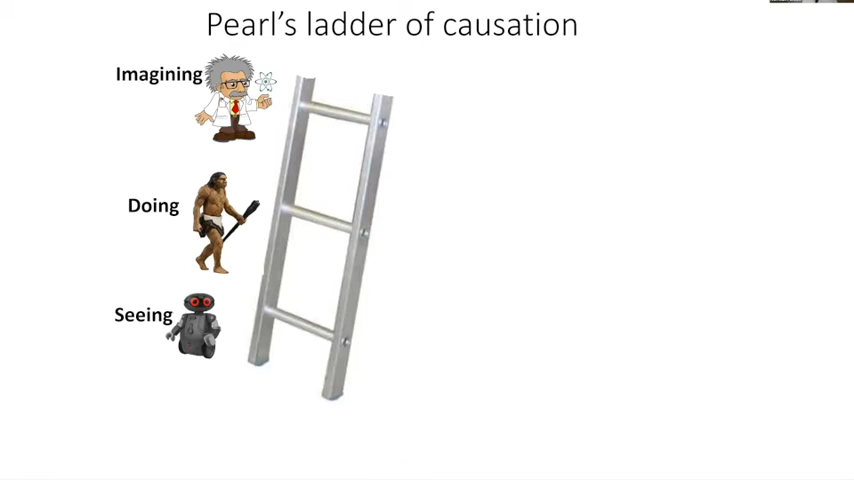 Pearl’s ladder of causation
Imagining
Doing
Seeing